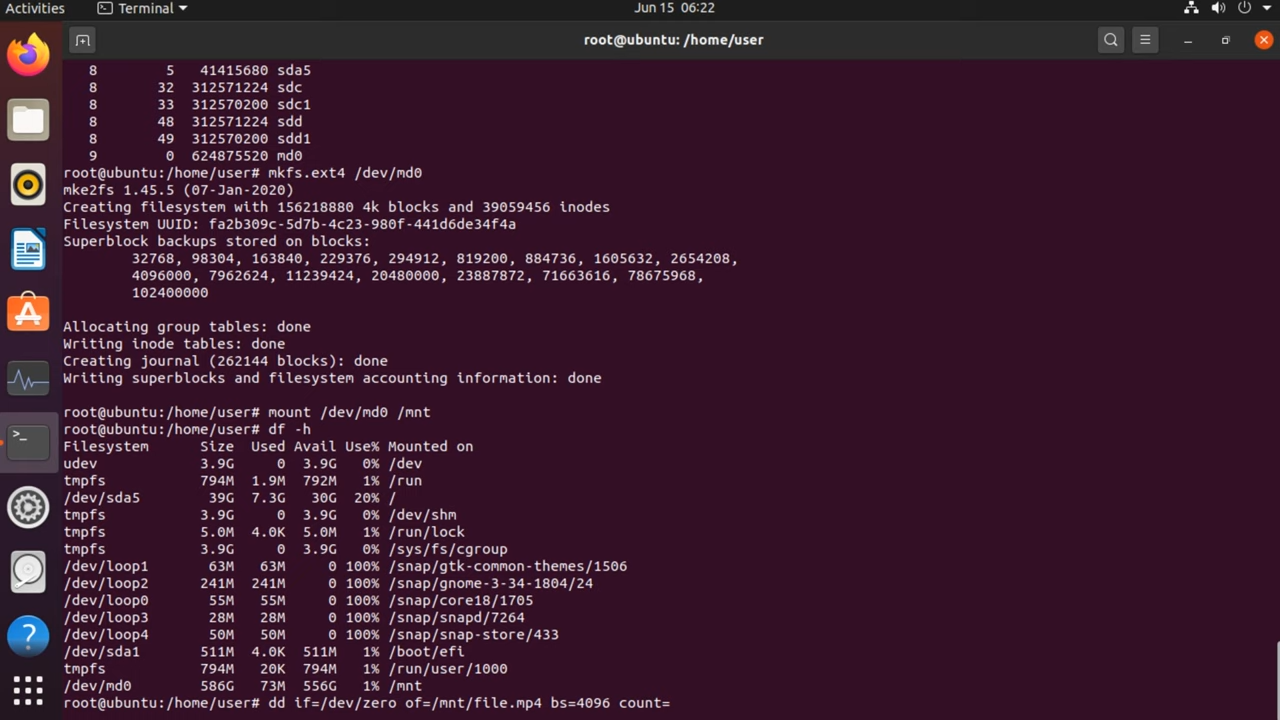 Activities Terminal Jun 15 06:22
root@ubuntu: /home/user
8 5 41415680 sda5
8 32 312571224 sdc
8 33 312570200 sdc1
8 48 312571224 sdd
8 49 312570200 sdd1
9 0 624875520 md0
root@ubuntu:/home/user# mkfs.ext4 /dev/md0
mke2fs 1.45.5 (07-Jan-2020)
Creating filesystem with 156218880 4k blocks and 39059456 inodes
Filesystem UUID: fa2b309c-5d7b-4c23-980f-441d6de34f4a
Superblock backups stored on blocks:
32768, 98304, 163840, 229376, 294912, 819200, 884736, 1605632, 2654208,
4096000, 7962624, 11239424, 20480000, 23887872, 71663616, 78675968,
102400000
Allocating group tables: done
Writing inode tables: done
Creating journal (262144 blocks): done
Writing superblocks and filesystem accounting information: done
root@ubuntu:/home/user# mount /dev/md0 /mnt
root@ubuntu:/home/user# df -h
Filesystem Size Used Avail Use% Mounted on
udev 3.9G 0 3.9G 0% /dev
tmpfs 794M 1.9M 792M 1% /run
/dev/sda5 39G 7.3G 30G 20% /
tmpfs 3.9G 0 3.9G 0% /dev/shm
tmpfs 5.0M 4.0K 5.0M 1% /run/lock
tmpfs 3.9G 0 3.9G 0% /sys/fs/cgroup
/dev/loop1 63M 63M 0 100% /snap/gtk-common-themes/1506
/dev/loop2 241M 241M 0 100% /snap/gnome-3-34-1804/24
/dev/loop0 55M 55M 0 100% /snap/core18/1705
/dev/loop3 28M 28M 0 100% /snap/snapd/7264
/dev/loop4 50M 50M 0 100% /snap/snap-store/433
/dev/sda1 511M 4.0K 511M 1% /boot/efi
tmpfs 794M 20K 794M 1% /run/user/1000
/dev/md0 586G 73M 556G 1% /mnt
root@ubuntu:/home/user# dd if=/dev/zero of=/mnt/file.mp4 bs=4096 count=